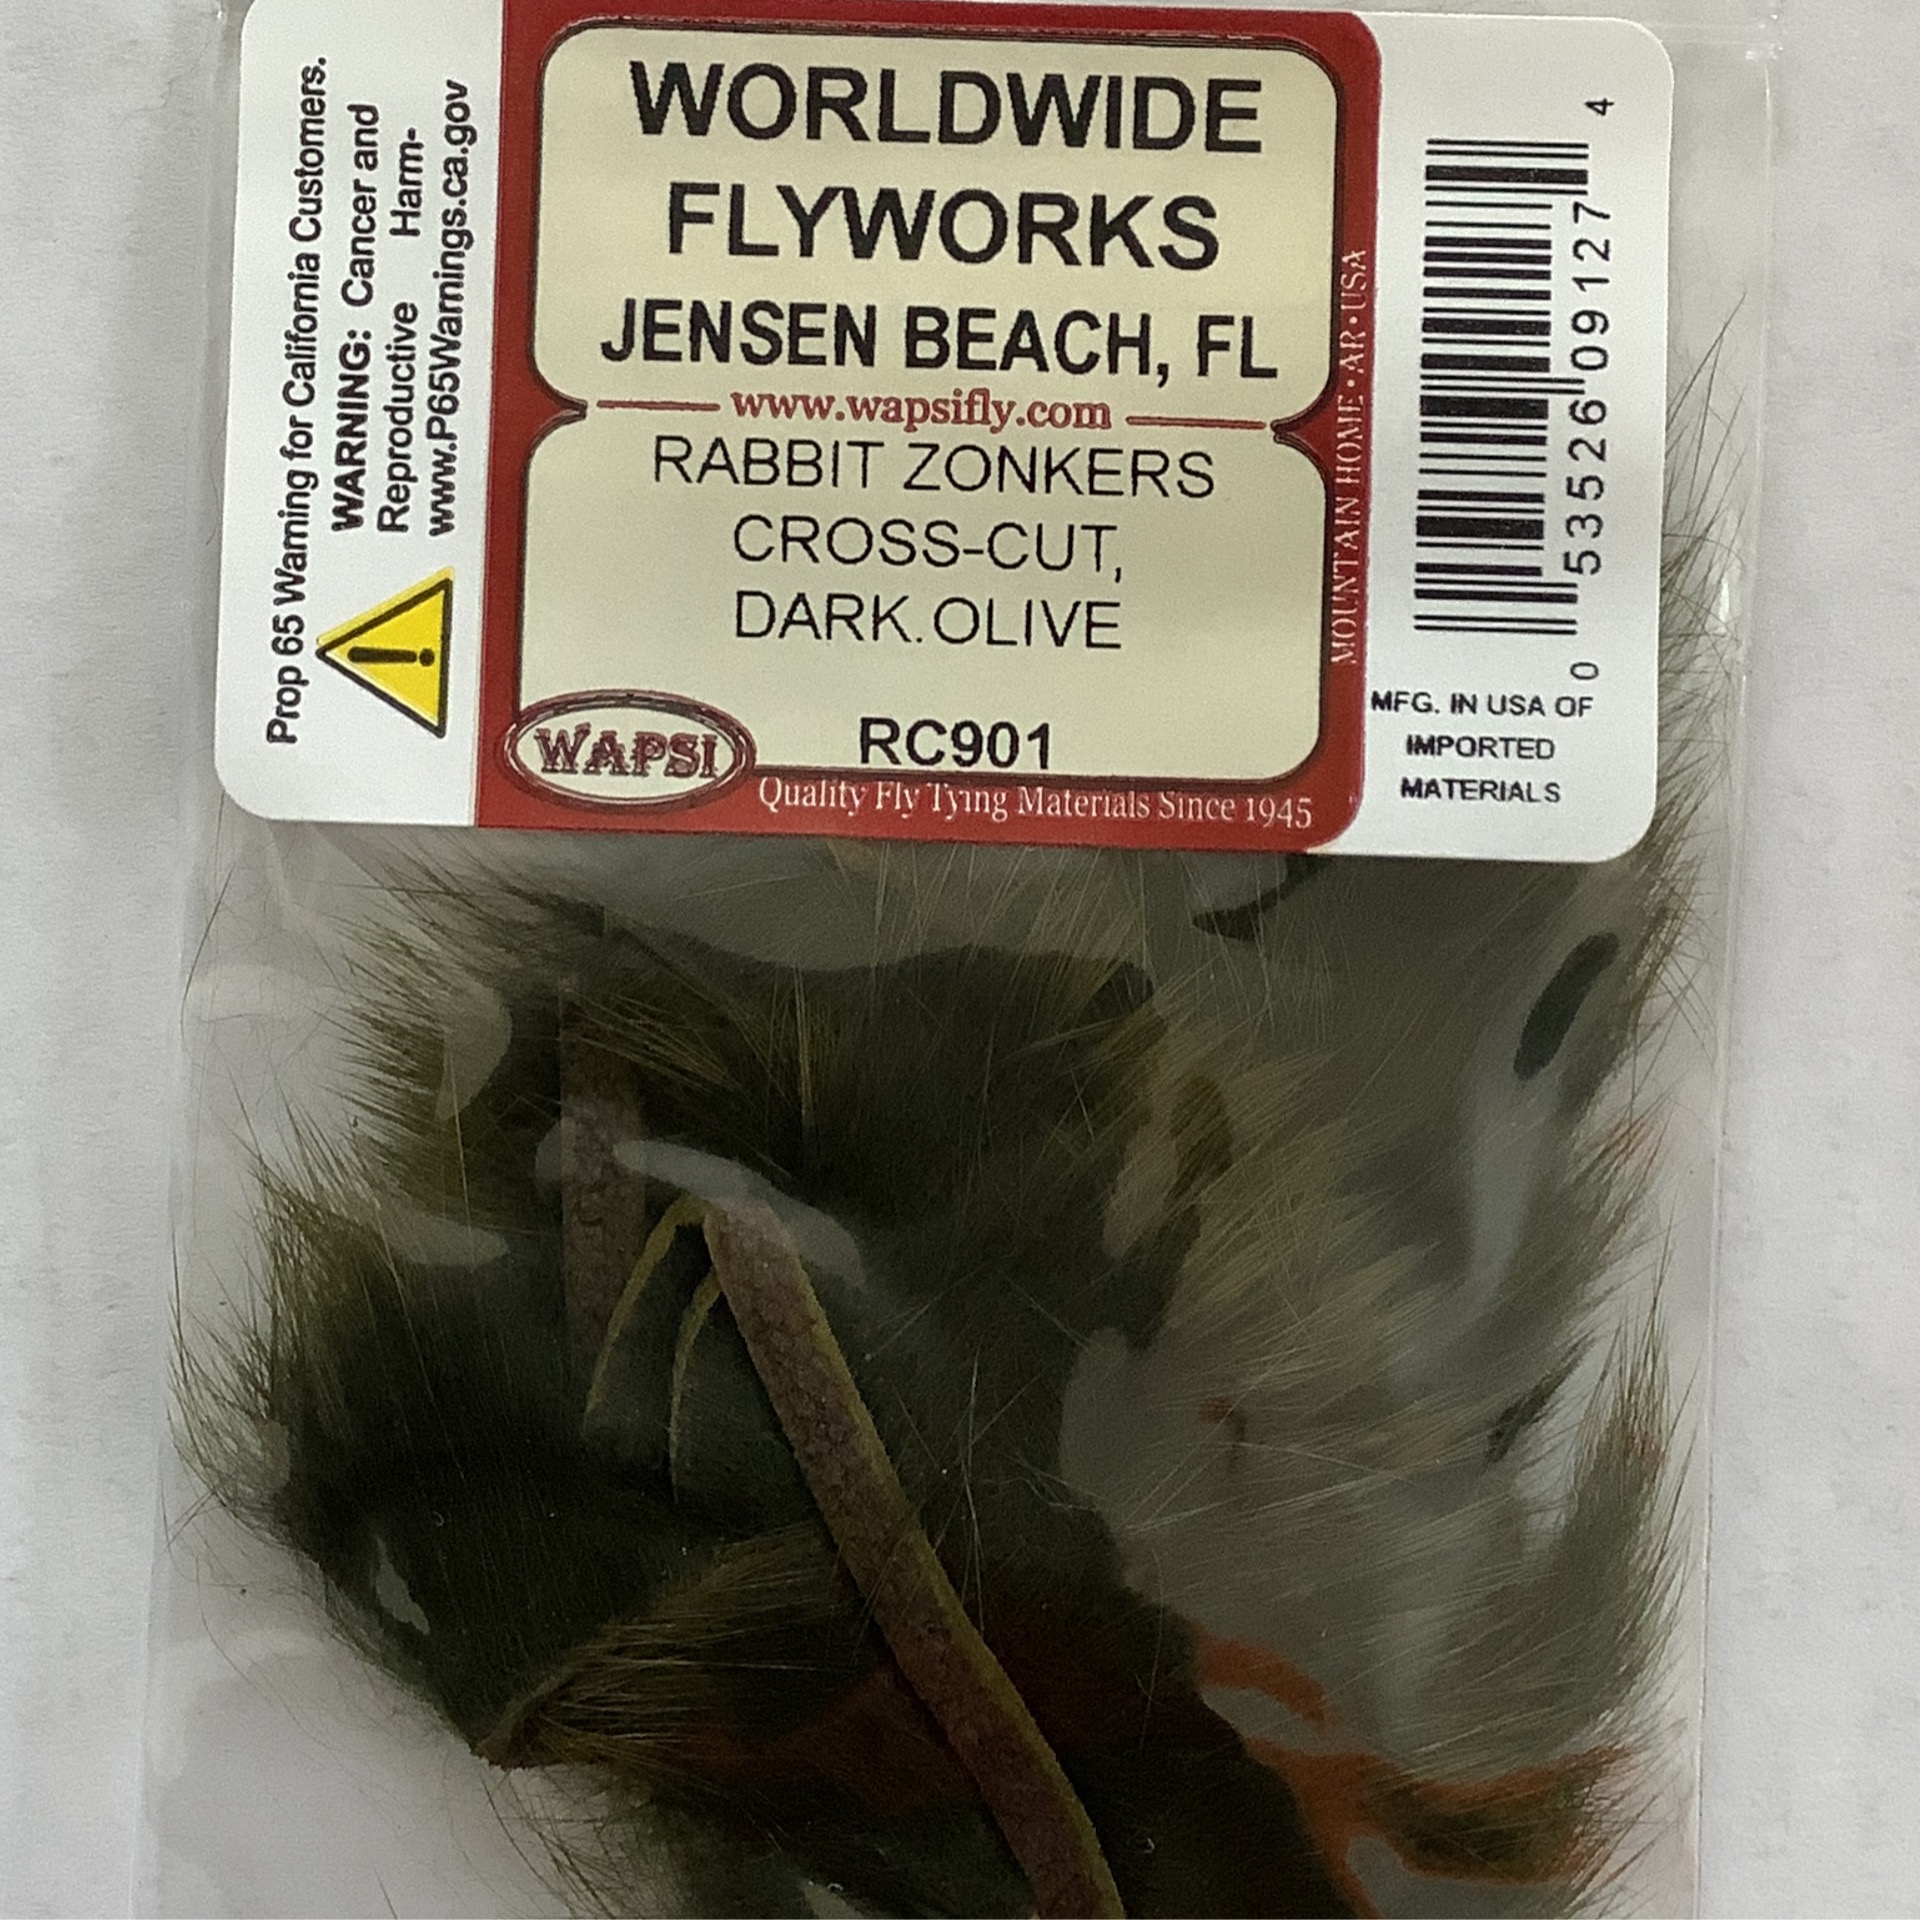 Prop 65 Warning for California Customers.
WARNING: Cancer and
Reproductive Harm-
www.P65Warnings.ca.gov
WORLDWIDE
FLYWORKS
JENSEN BEACH, FL
www.wapsifly.com
RABBIT ZONKERS
CROSS-CUT,
DARK.OLIVE
RC901
WAPSI
Quality Fly Tying Materials Since 1945
MOUNTAIN HOME•AR•USA
0 53526 09127 4
MFG. IN USA OF
IMPORTED
MATERIALS